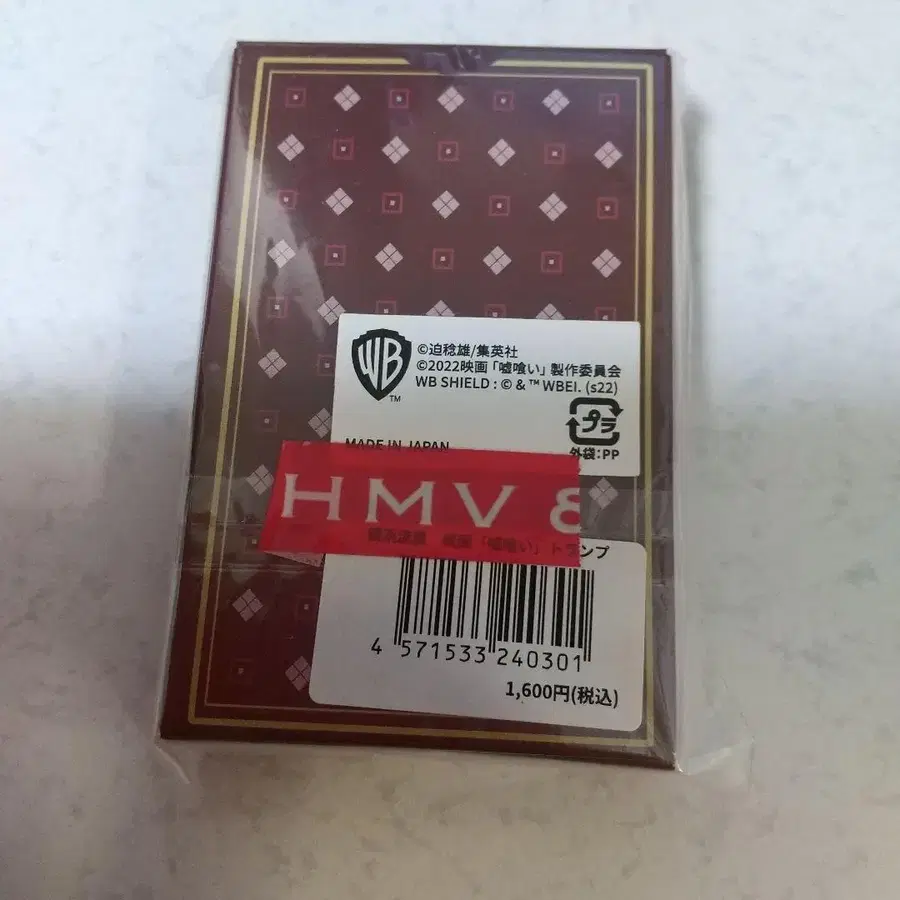 WB
TM
©迫稔雄/集英社
©2022映画「嘘喰い」製作委員会
WB SHIELD : © & ™ WBEI. (s22)
プラ
MADE IN JAPAN
外袋:PP
HMV &
「嘘喰い」トランプ
4 571533 240301
1,600円(税込)